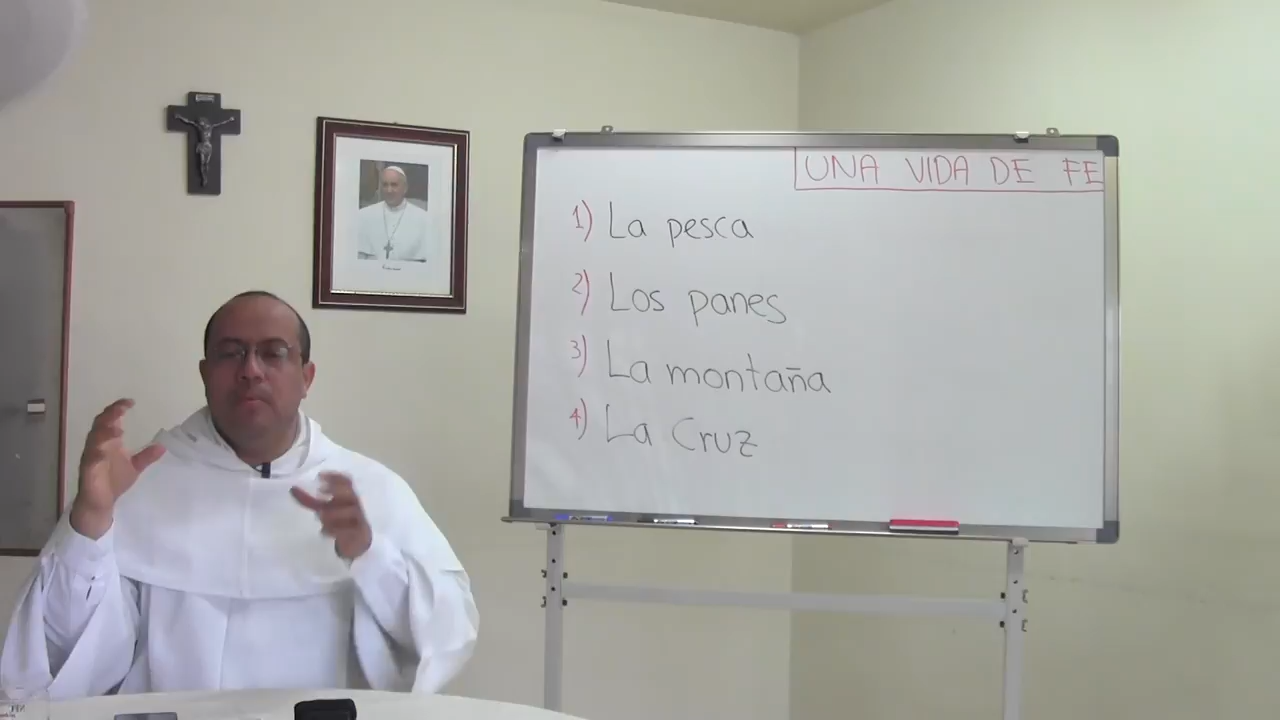 UNA VIDA DE FE
1) La pesca
2) Los panes
3) La montaña
4) La Cruz